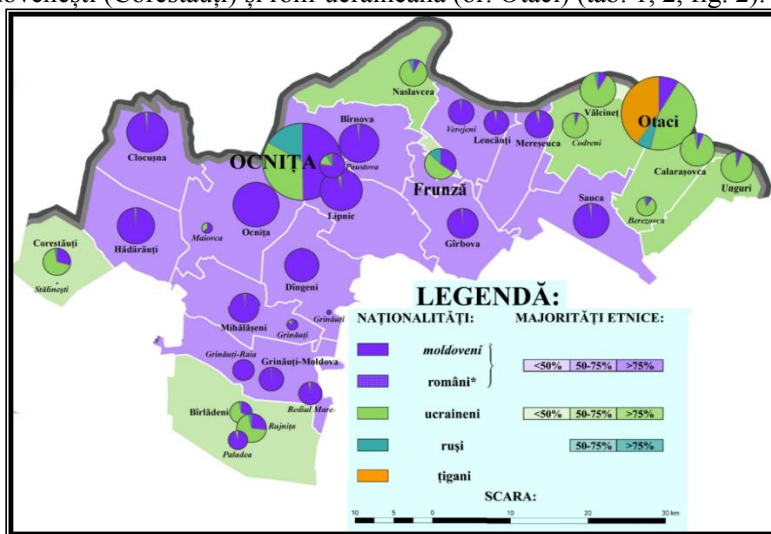 dovenești (Corestăuți) și rom-ucraineană (or. Otaci) (tab. 1, 2, fig. 2).
Naslavcea
Vălcineț
Otaci
Codreni
Calarașovca
Unguri
Berezovca
Bîrnova
Verejeni
Lencăuți
Mereșeuca
Clocușna
OCNIȚA
Paustova
Frunză
Lipnic
Sauca
Ocnița
Hădărăuți
Maiovca
Gîrbova
Corestăuți
Stălinești
Dîngeni
Mihălășeni
Grinăuți
Grinăuți
Grinăuți-Raia
Grinăuți-Moldova
Rediul Mare
Bîrlădeni
Rujnița
Paladea
LEGENDĂ:
NAȚIONALITĂȚI: MAJORITĂȚI ETNICE:
moldoveni
<50% 50-75% >75%
români*
ucraineni <50% 50-75% >75%
ruși 50-75% >75%
țigani
SCARA:
10 5 0 10 20 30 km